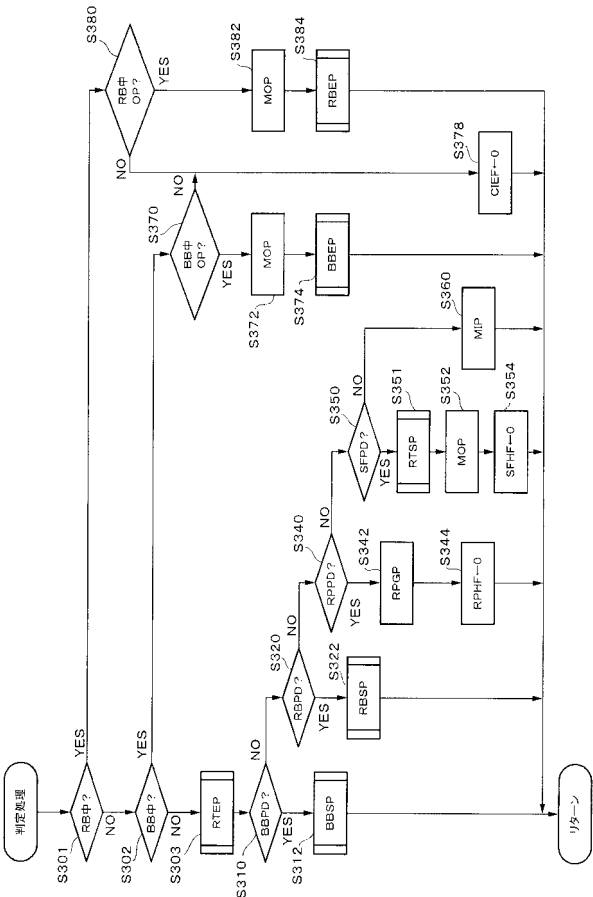 判定処理
S301
RB中?
YES
NO
S302
BB中?
YES
NO
S303
RTEP
S310
BBPD?
NO
YES
S312
BBSP
S320
RBPD?
NO
YES
S322
RBSP
S340
RPPD?
NO
YES
S342
RPGP
S344
RPHF←0
S350
SFPD?
NO
YES
S351
RTSP
S352
MOP
S354
SFHF←0
S360
MIP
S370
BB中
OP?
NO
YES
S372
MOP
S374
BBEP
S378
CIEF←0
S380
RB中
OP?
NO
YES
S382
MOP
S384
RBEP
リターン